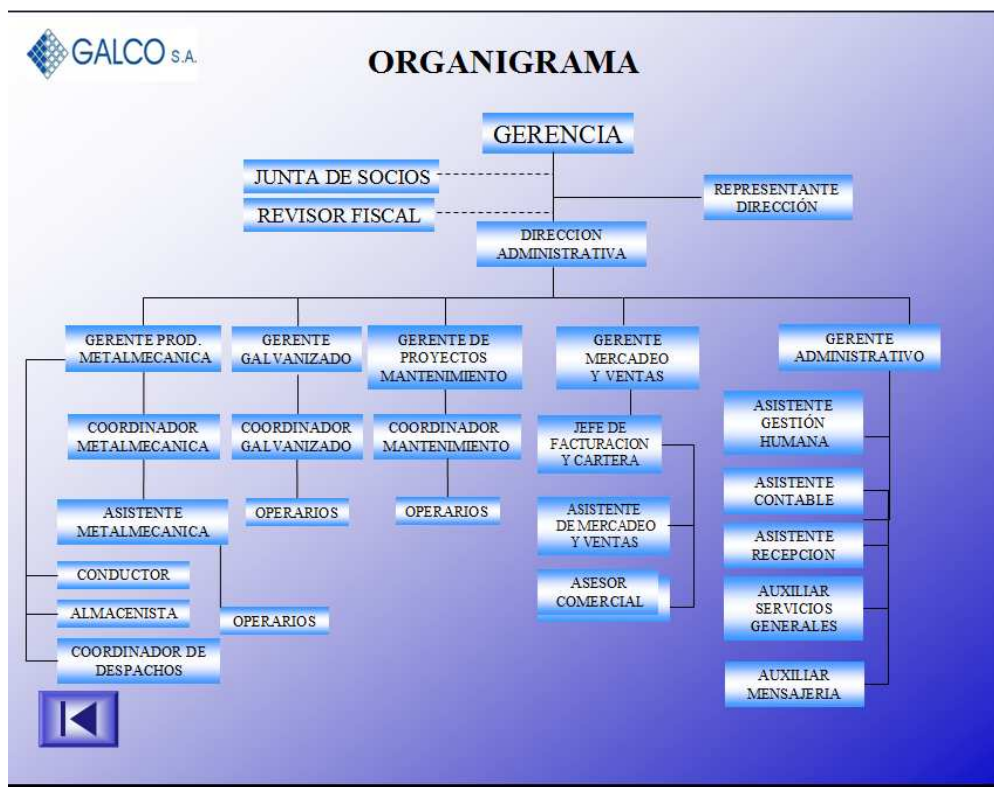 GALCO S.A.
ORGANIGRAMA
GERENCIA
JUNTA DE SOCIOS
REVISOR FISCAL
REPRESENTANTE
DIRECCIÓN
DIRECCION
ADMINISTRATIVA
GERENTE PROD.
METALMECANICA
GERENTE
GALVANIZADO
GERENTE DE
PROYECTOS
MANTENIMIENTO
GERENTE
MERCADEO
Y VENTAS
GERENTE
ADMINISTRATIVO
COORDINADOR
METALMECANICA
COORDINADOR
GALVANIZADO
COORDINADOR
MANTENIMIENTO
JEFE DE
FACTURACION
Y CARTERA
ASISTENTE
GESTIÓN
HUMANA
ASISTENTE
METALMECANICA
OPERARIOS
OPERARIOS
ASISTENTE
DE MERCADEO
Y VENTAS
ASISTENTE
CONTABLE
ASISTENTE
RECEPCION
CONDUCTOR
ALMACENISTA
COORDINADOR DE
DESPACHOS
OPERARIOS
ASESOR
COMERCIAL
AUXILIAR
SERVICIOS
GENERALES
AUXILIAR
MENSAJERIA